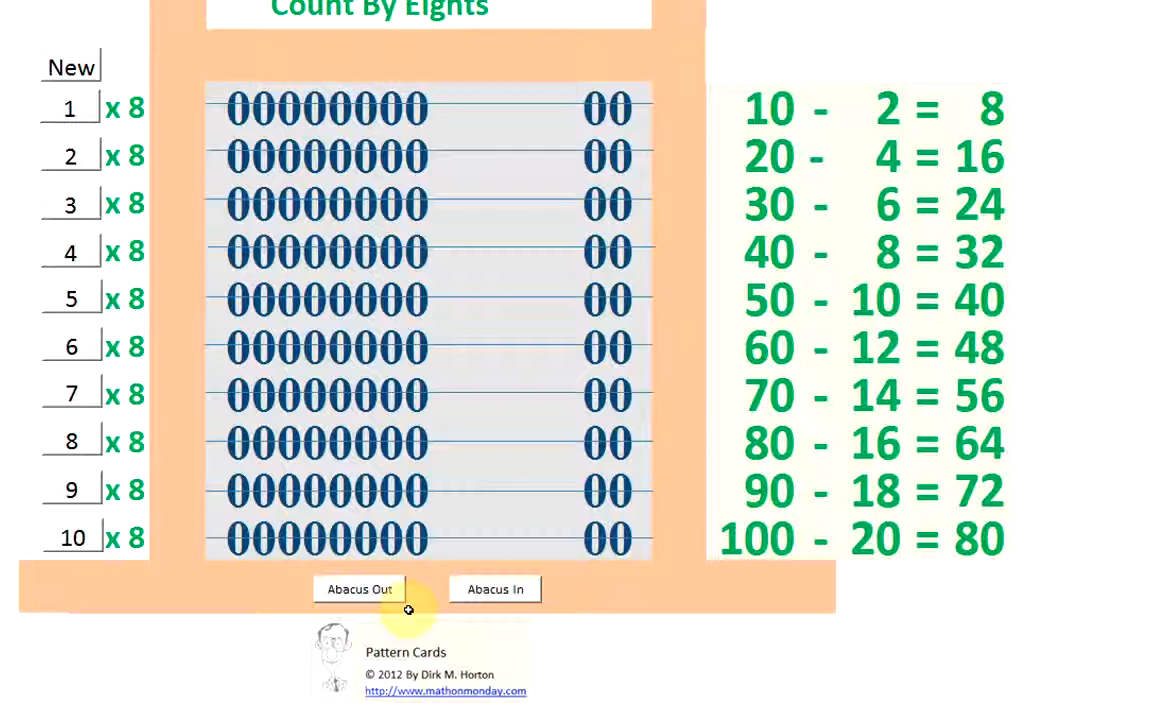 Count By Eights
New
1 x 8 00000000 00 10 - 2 = 8
2 x 8 00000000 00 20 - 4 = 16
3 x 8 00000000 00 30 - 6 = 24
4 x 8 00000000 00 40 - 8 = 32
5 x 8 00000000 00 50 - 10 = 40
6 x 8 00000000 00 60 - 12 = 48
7 x 8 00000000 00 70 - 14 = 56
8 x 8 00000000 00 80 - 16 = 64
9 x 8 00000000 00 90 - 18 = 72
10 x 8 00000000 00 100 - 20 = 80
Abacus Out Abacus In
Pattern Cards
© 2012 By Dirk M. Horton
http://www.mathonmonday.com